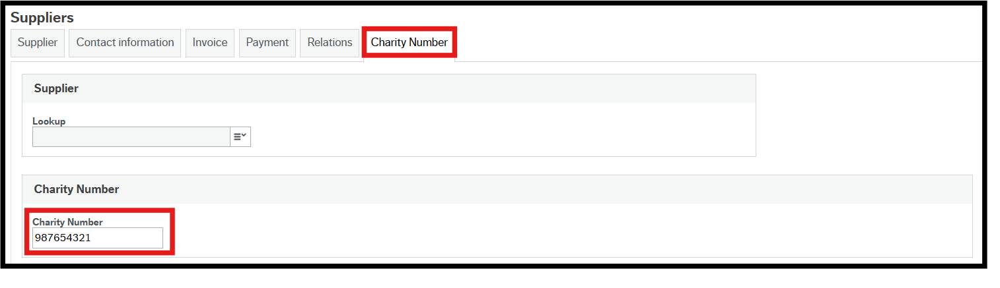 Suppliers
Supplier Contact information Invoice Payment Relations Charity Number
Supplier
Lookup
Charity Number
Charity Number
987654321